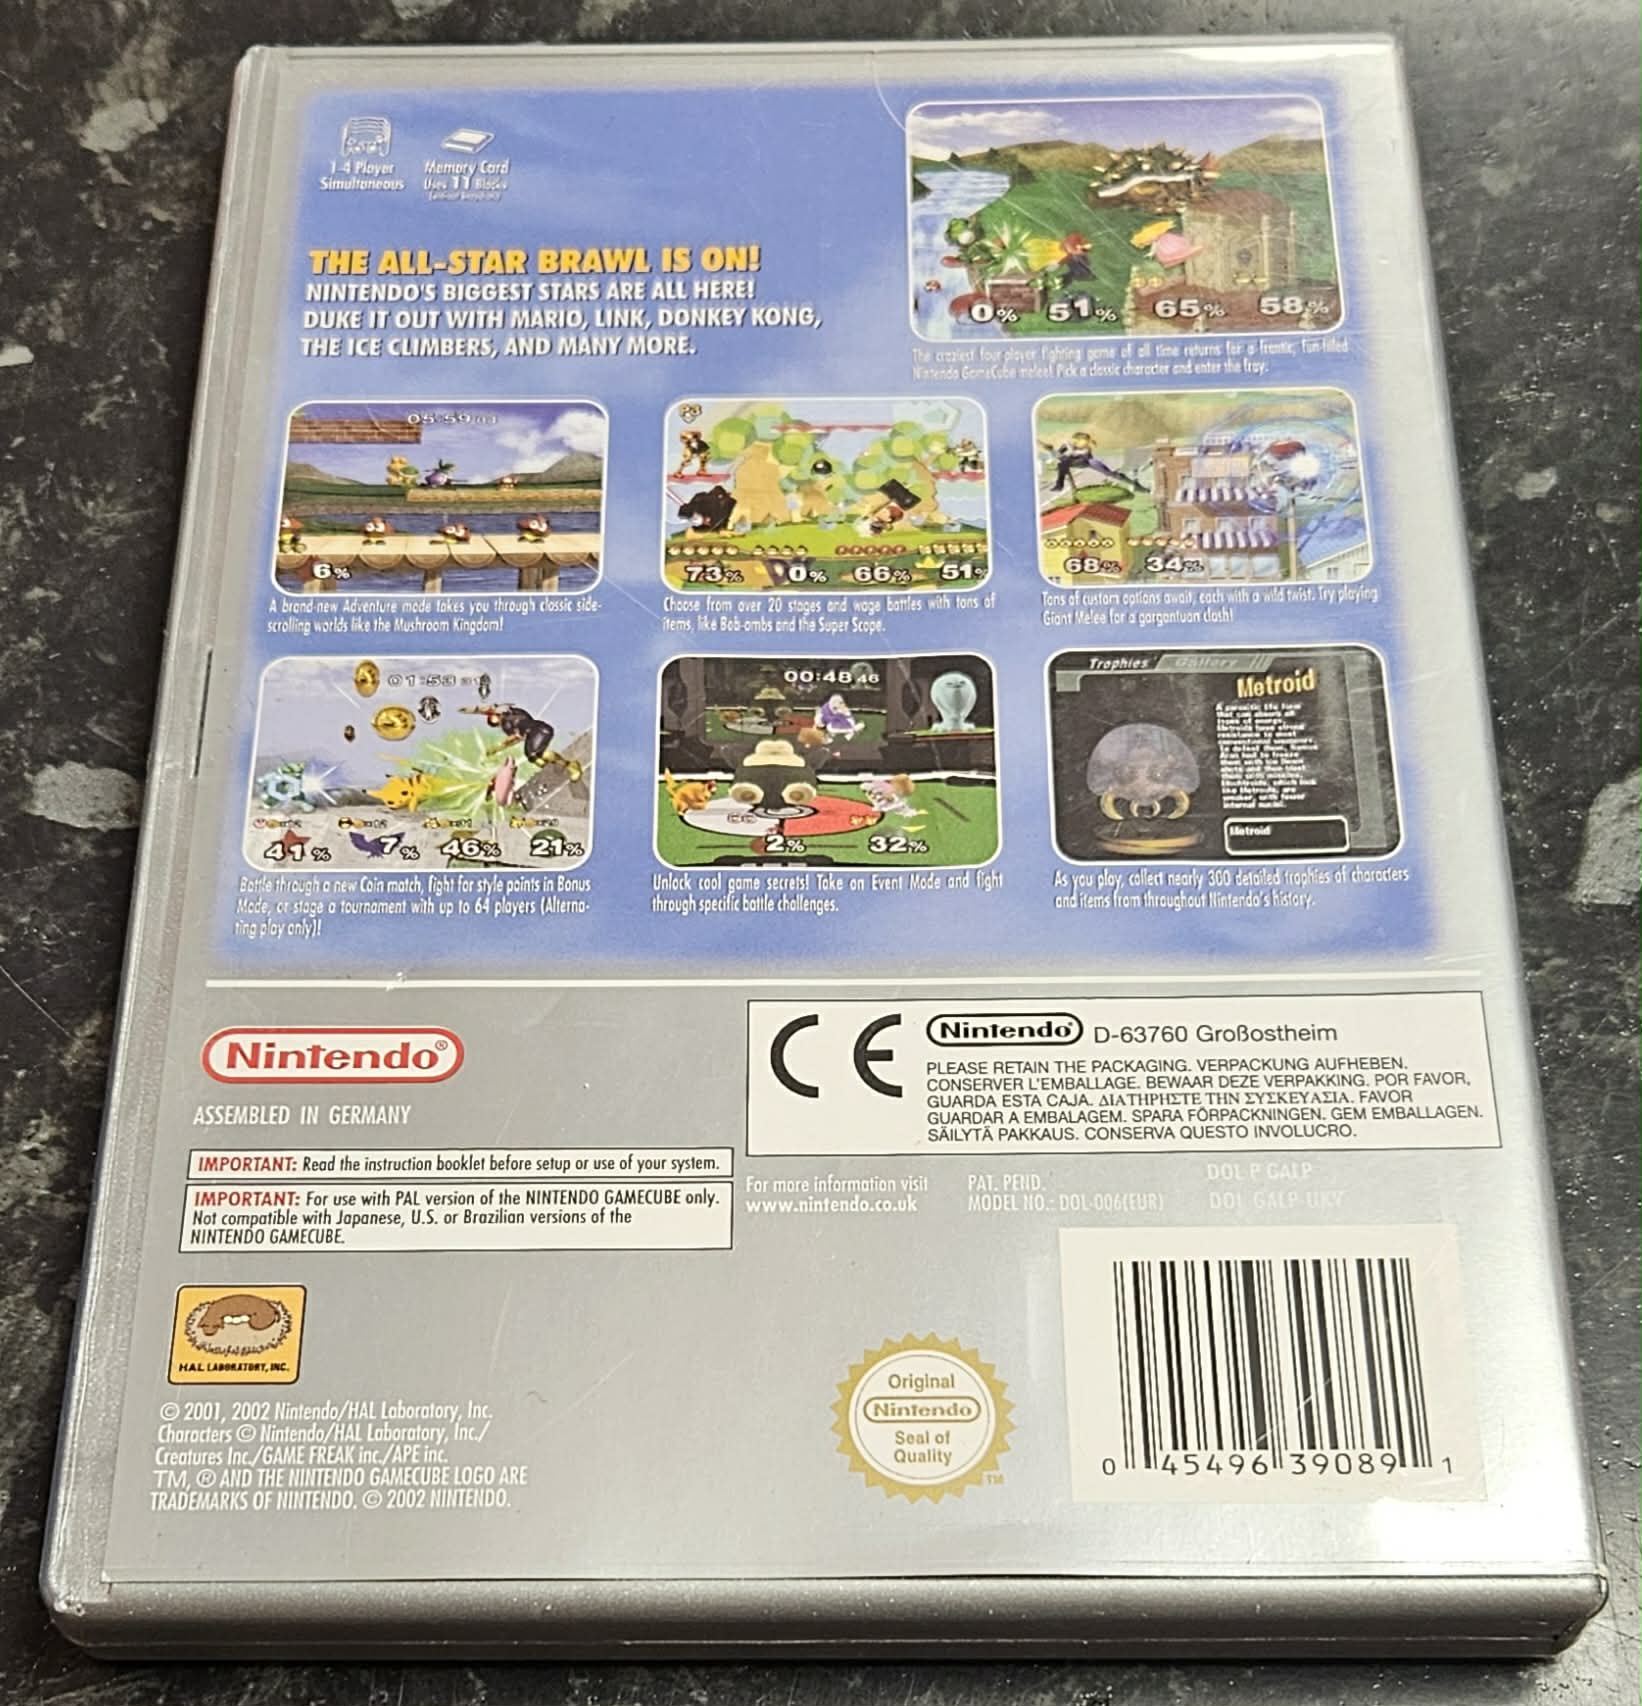 1-4 Player
Simultaneous
Memory Card
Uses 11 Blocks
THE ALL-STAR BRAWL IS ON!
NINTENDO'S BIGGEST STARS ARE ALL HERE!
DUKE IT OUT WITH MARIO, LINK, DONKEY KONG,
THE ICE CLIMBERS, AND MANY MORE.
0% 51% 65% 58%
The craziest four-player fighting game of all time returns for a frantic, fun-filled
Nintendo GameCube melee! Pick a classic character and enter the fray.
05:59
6%
A brand-new Adventure mode takes you through classic side-
scrolling worlds like the Mushroom Kingdom!
P3
73% 0% 66% 51%
Choose from over 20 stages and wage battles with tons of
items, like Bob-ombs and the Super Scope.
68% 34%
Tons of custom options await, each with a wild twist. Try playing
Giant Melee for a gargantuan clash!
01:53
41% 7% 46% 21%
Battle through a new Coin match, fight for style points in Bonus
Mode, or stage a tournament with up to 64 players (Alterna-
ting play only)!
00:48 46
2% 32%
Unlock cool game secrets! Take on Event Mode and fight
through specific battle challenges.
Trophies Gallery
Metroid
Metroid
As you play, collect nearly 300 detailed trophies of characters
and items from throughout Nintendo's history.
Nintendo®
ASSEMBLED IN GERMANY
IMPORTANT: Read the instruction booklet before setup or use of your system.
IMPORTANT: For use with PAL version of the NINTENDO GAMECUBE only.
Not compatible with Japanese, U.S. or Brazilian versions of the
NINTENDO GAMECUBE.
CE
Nintendo® D-63760 Großostheim
PLEASE RETAIN THE PACKAGING. VERPACKUNG AUFHEBEN.
CONSERVER L'EMBALLAGE. BEWAAR DEZE VERPAKKING. POR FAVOR,
GUARDA ESTA CAJA. ΔΙΑΤΗΡΗΣΤΕ ΤΗΝ ΣΥΣΚΕΥΑΣΙΑ. FAVOR
GUARDAR A EMBALAGEM. SPARA FÖRPACKNINGEN. GEM EMBALLAGEN.
SÄILYTÄ PAKKAUS. CONSERVA QUESTO INVOLUCRO.
For more information visit
www.nintendo.co.uk
PAT. PEND.
MODEL NO.: DOL-006(EUR)
DOL P GALP
DOL GALP UKV
HAL LABORATORY, INC.
© 2001, 2002 Nintendo/HAL Laboratory, Inc.
Characters © Nintendo/HAL Laboratory, Inc./
Creatures Inc./GAME FREAK inc./APE inc.
TM, ® AND THE NINTENDO GAMECUBE LOGO ARE
TRADEMARKS OF NINTENDO. © 2002 NINTENDO.
Original
Nintendo
Seal of
Quality
TM
0 45496 39089 1